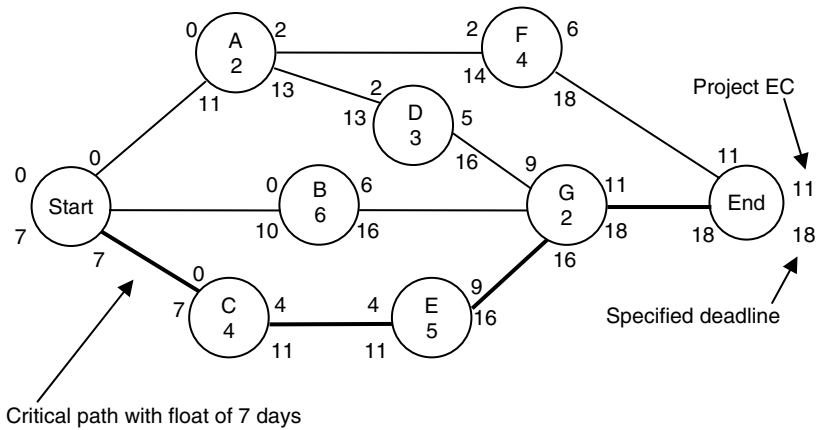 0 A 2
2
11 13
2 F 6
4
14 18
Project EC
2 D 5
3
13 16
0 Start 0
7 7
0 B 6
6
10 16
9 G 11
2
16 18
11 End 11
18 18
0 C 4
4
7 11
4 E 9
5
11 16
Specified deadline
Critical path with float of 7 days